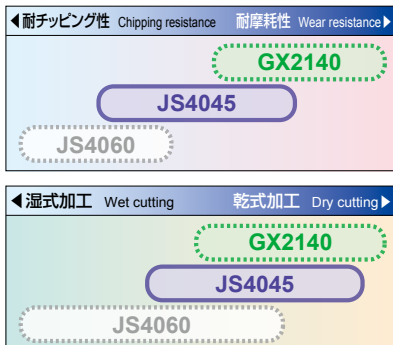 ◀耐チッピング性 Chipping resistance 耐摩耗性 Wear resistance▶
GX2140
JS4045
JS4060
◀湿式加工 Wet cutting 乾式加工 Dry cutting▶
GX2140
JS4045
JS4060